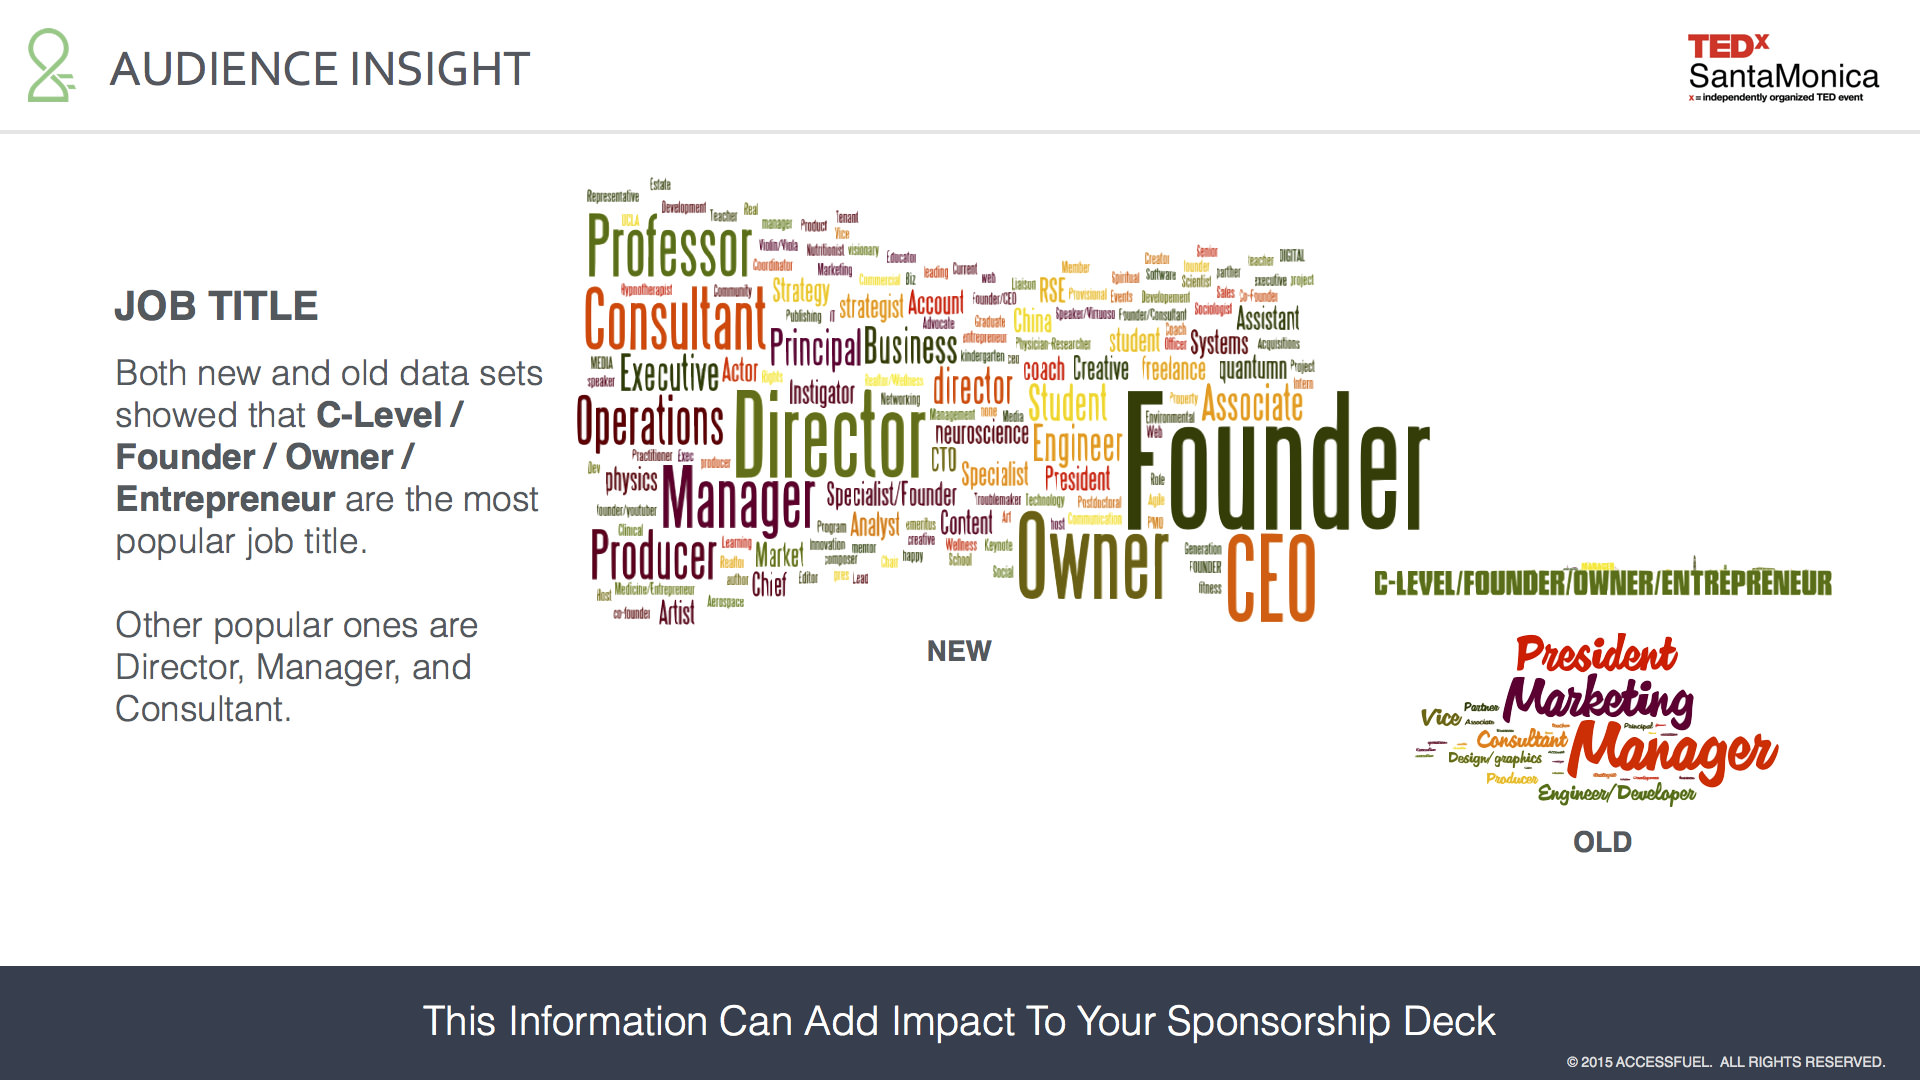 AUDIENCE INSIGHT
TEDx
SantaMonica
x = independently organized TED event
JOB TITLE
Both new and old data sets
showed that C-Level /
Founder / Owner /
Entrepreneur are the most
popular job title.
Other popular ones are
Director, Manager, and
Consultant.
Representative Estate
UCLA Development Teacher Real
manager Product Tenant
Vice
Professor Violin/Viola Nutritionist visionary Educator
Coordinator Marketing Commercial Biz leading Current web
Hypnotherapist Community Strategy strategist Account Founder/CEO
Liaison RSE Member Provisional
Creator Senior
Spiritual Software founder Scientist partner teacher DIGITAL
executive project
Events Developement Sales Co-Founder
Consultant Publishing IT Advocate Graduate China Speaker/Virtuoso Founder/Consultant Sociologist Assistant
Principal Business entrepreneur kindergarten ceo Physician-Researcher student Coach Officer Systems Acquisitions
MEDIA speaker Executive Actor Rights Realtor/Wellness director coach Creative freelance quantumn Project
Intern
Instigator Networking Management none Media Student Property Associate
Operations Director neuroscience Engineer Environmental Web Founder
Practitioner Exec producer CTO
Dev physics Manager Specialist/Founder Specialist President Role
Troublemaker Technology Postdoctoral Agile
founder/youtuber Clinical Program Analyst emeritus Content Art host Communication PMO
Producer Learning Realtor Market Innovation mentor creative Wellness Keynote Owner Generation CEO
composer Chair happy School Social FOUNDER
Host Medicine/Entrepreneur author Chief Editor pres Lead fitness
co-founder Artist Aerospace
NEW
MANAGER
C-LEVEL/FOUNDER/OWNER/ENTREPRENEUR
President
Marketing
Vice Partner
Associate
Principal
Consultant Manager
Design/graphics
Producer
Engineer/Developer
OLD
This Information Can Add Impact To Your Sponsorship Deck
© 2015 ACCESSFUEL. ALL RIGHTS RESERVED.